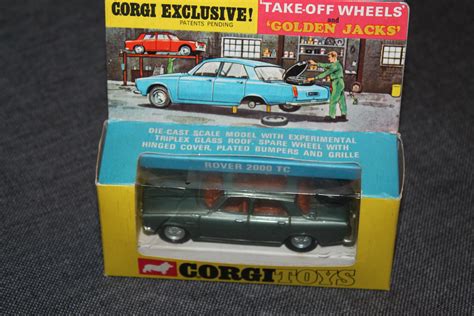 CORGI EXCLUSIVE!
PATENTS PENDING
'TAKE-OFF WHEELS'
and
'GOLDEN JACKS'
DIE-CAST SCALE MODEL WITH EXPERIMENTAL
TRIPLEX GLASS ROOF, SPARE WHEEL WITH
HINGED COVER, PLATED BUMPERS AND GRILLE
ROVER 2000 TC
CORGI TOYS